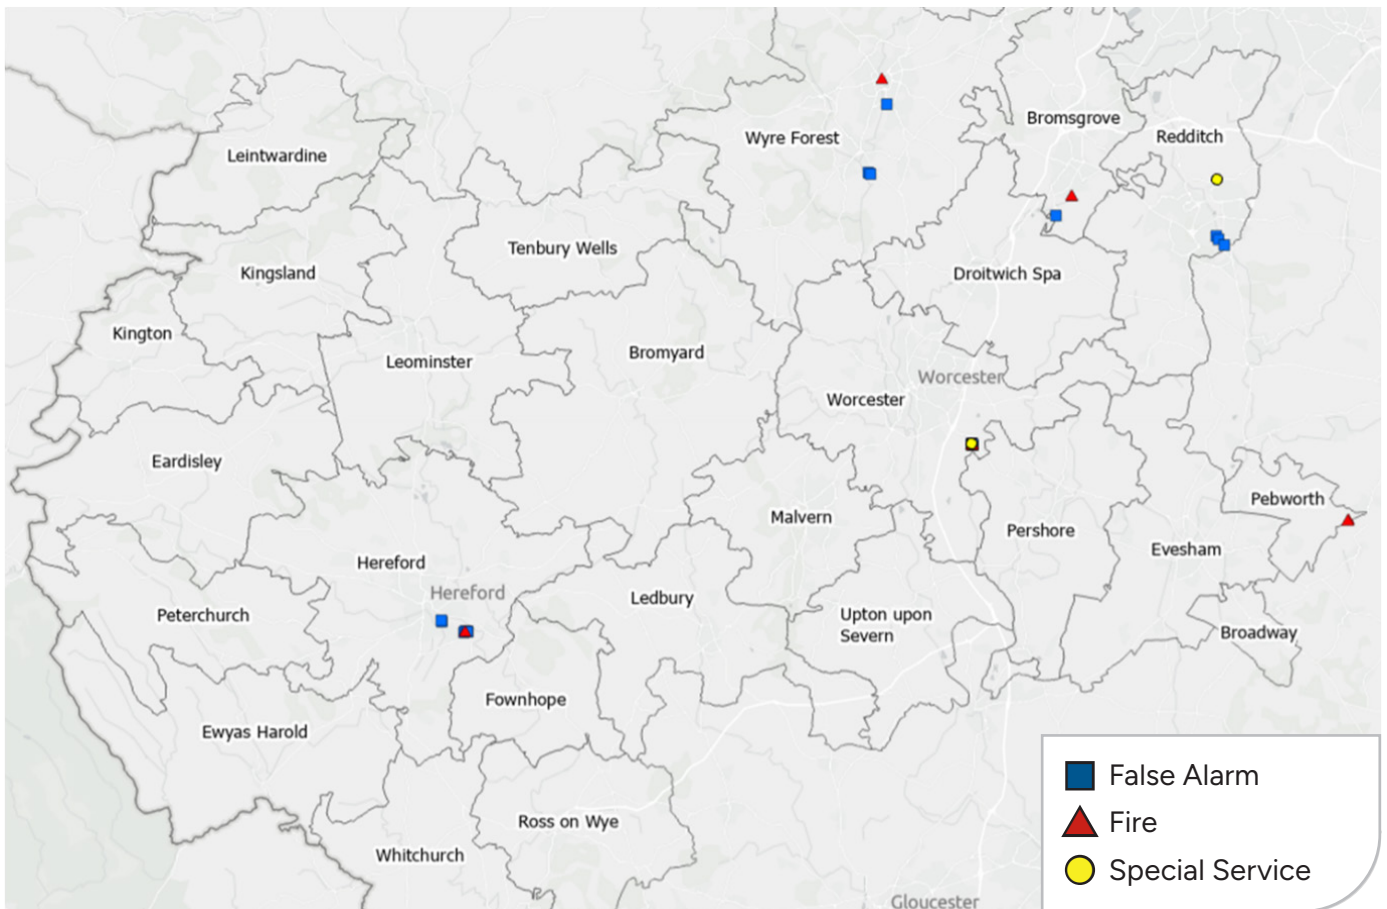 Bromsgrove
Wyre Forest
Redditch
Leintwardine
Tenbury Wells
Kingsland
Droitwich Spa
Kington
Leominster
Bromyard
Worcester
Worcester
Eardisley
Pebworth
Malvern
Pershore
Evesham
Hereford
Hereford
Ledbury
Peterchurch
Upton upon
Severn
Broadway
Fownhope
Ewyas Harold
Ross on Wye
Whitchurch
Gloucester
False Alarm
Fire
Special Service